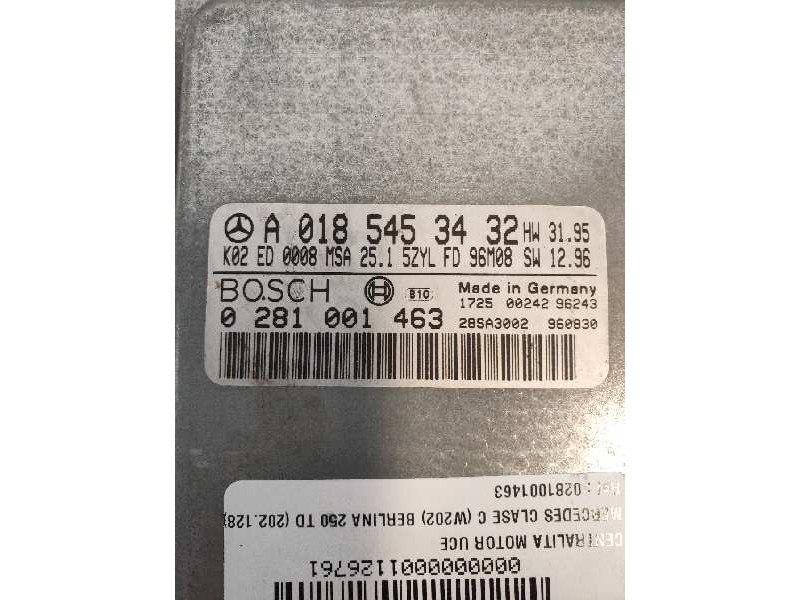 A 018 545 34 32 HW 31.95
K02 ED 0008 MSA 25.1 5ZYL FD 96M08 SW 12.96
BOSCH 810 Made in Germany
1725 00242 96243
0 281 001 463 28SA3002 960830
0000000001126761
CENTRALITA MOTOR UCE
MERCEDES CLASE C (W202) BERLINA 250 TD (202.128)
: 0281001463